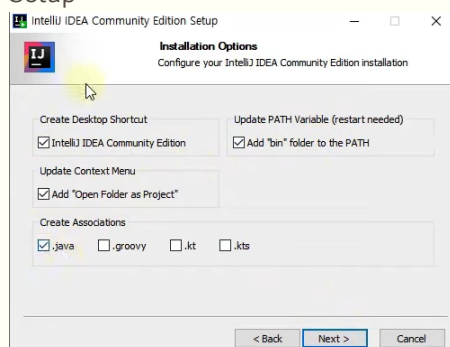 Setup
IntelliJ IDEA Community Edition Setup
IJ
Installation Options
Configure your IntelliJ IDEA Community Edition installation
Create Desktop Shortcut
Update PATH Variable (restart needed)
IntelliJ IDEA Community Edition
Add "bin" folder to the PATH
Update Context Menu
Add "Open Folder as Project"
Create Associations
.java .groovy .kt .kts
< Back Next > Cancel